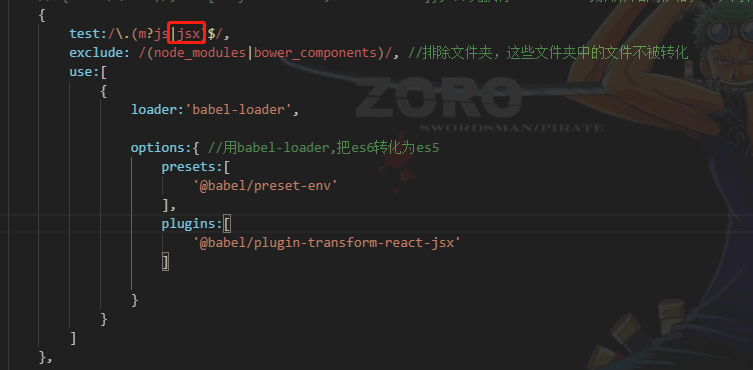 {
test:/\.(m?js|jsx)$/,
exclude: /(node_modules|bower_components)/, //排除文件夹，这些文件夹中的文件不被转化
use:[
{
loader:'babel-loader',
options:{ //用babel-loader,把es6转化为es5
presets:[
'@babel/preset-env'
],
plugins:[
'@babel/plugin-transform-react-jsx'
]
}
}
]
},
ZORO
SWORDSMAN/PIRATE